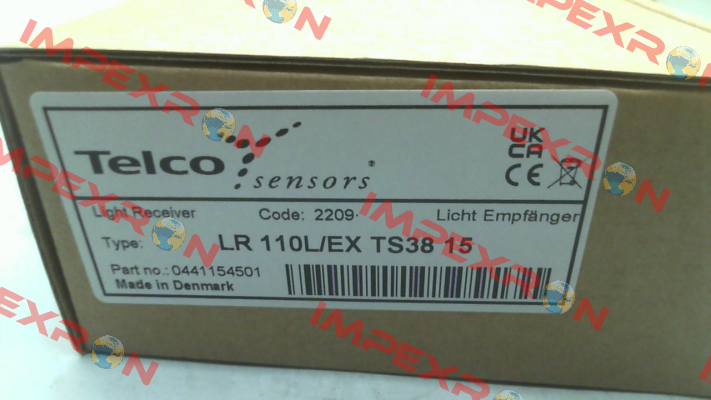 IMPEXRON
IMPEXRON
Telco
sensors
UK
CA
CE
Light Receiver Code: 2209 Licht Empfänger
Type: LR 110L/EX TS38 15
Part no.: 0441154501
Made in Denmark
IMPEXRON
IMPEXRON
IMPEXRON
IMPEXRON